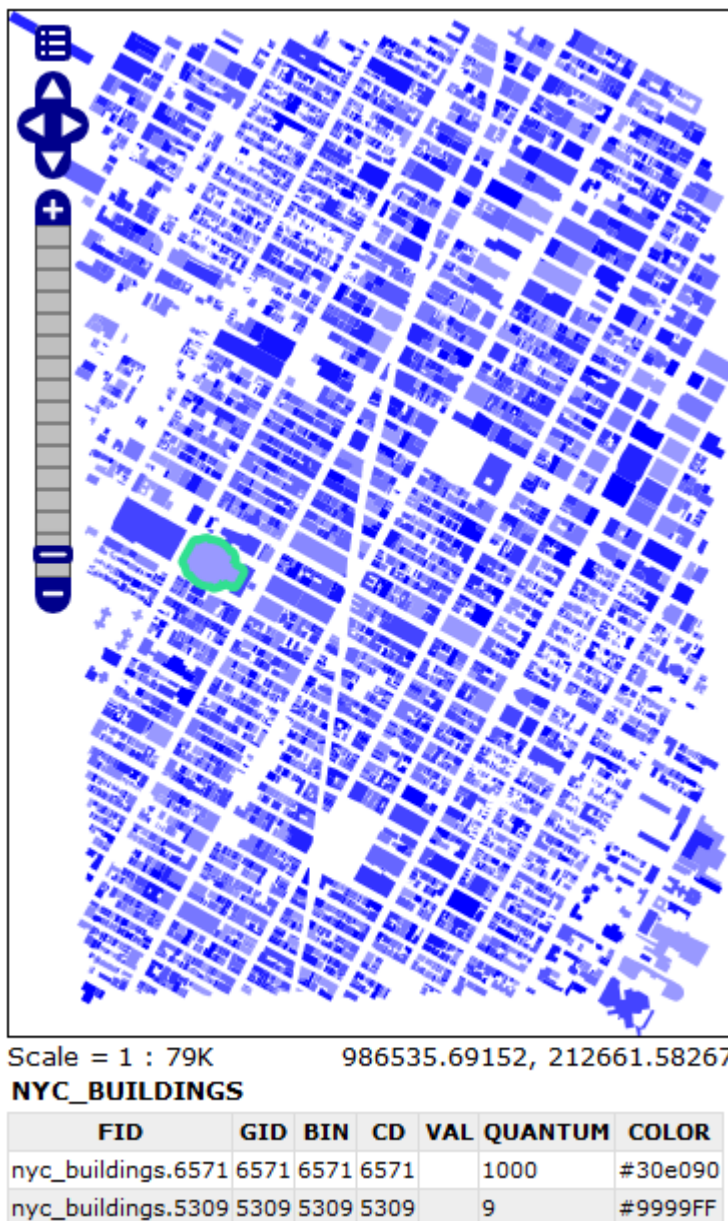 Scale = 1 : 79K 986535.69152, 212661.58267
NYC_BUILDINGS
FID GID BIN CD VAL QUANTUM COLOR
nyc_buildings.6571 6571 6571 6571 1000 #30e090
nyc_buildings.5309 5309 5309 5309 9 #9999FF